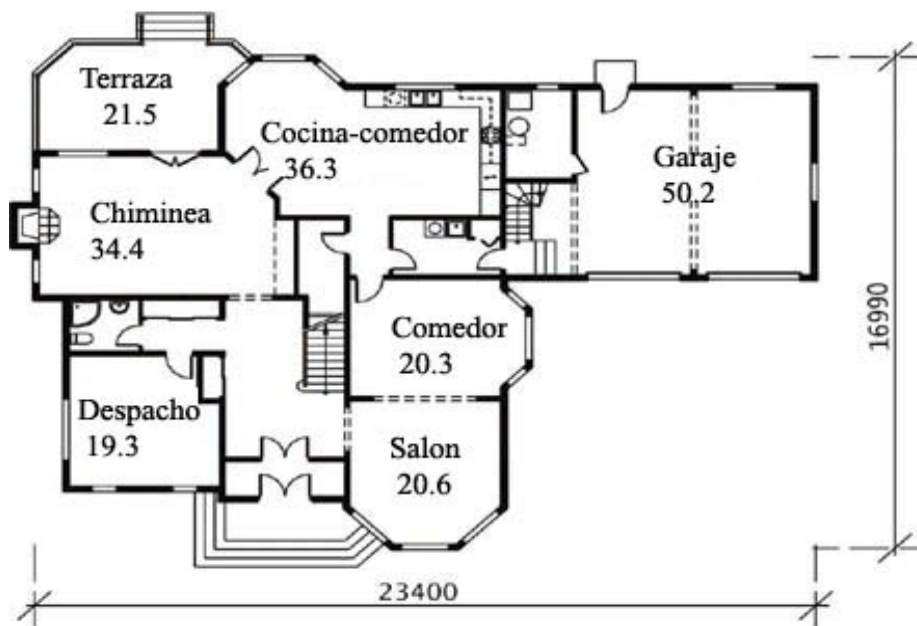 Terraza
21.5
Cocina-comedor
36.3
Garaje
50.2
Chiminea
34.4
Comedor
20.3
Despacho
19.3
Salon
20.6
16990
23400